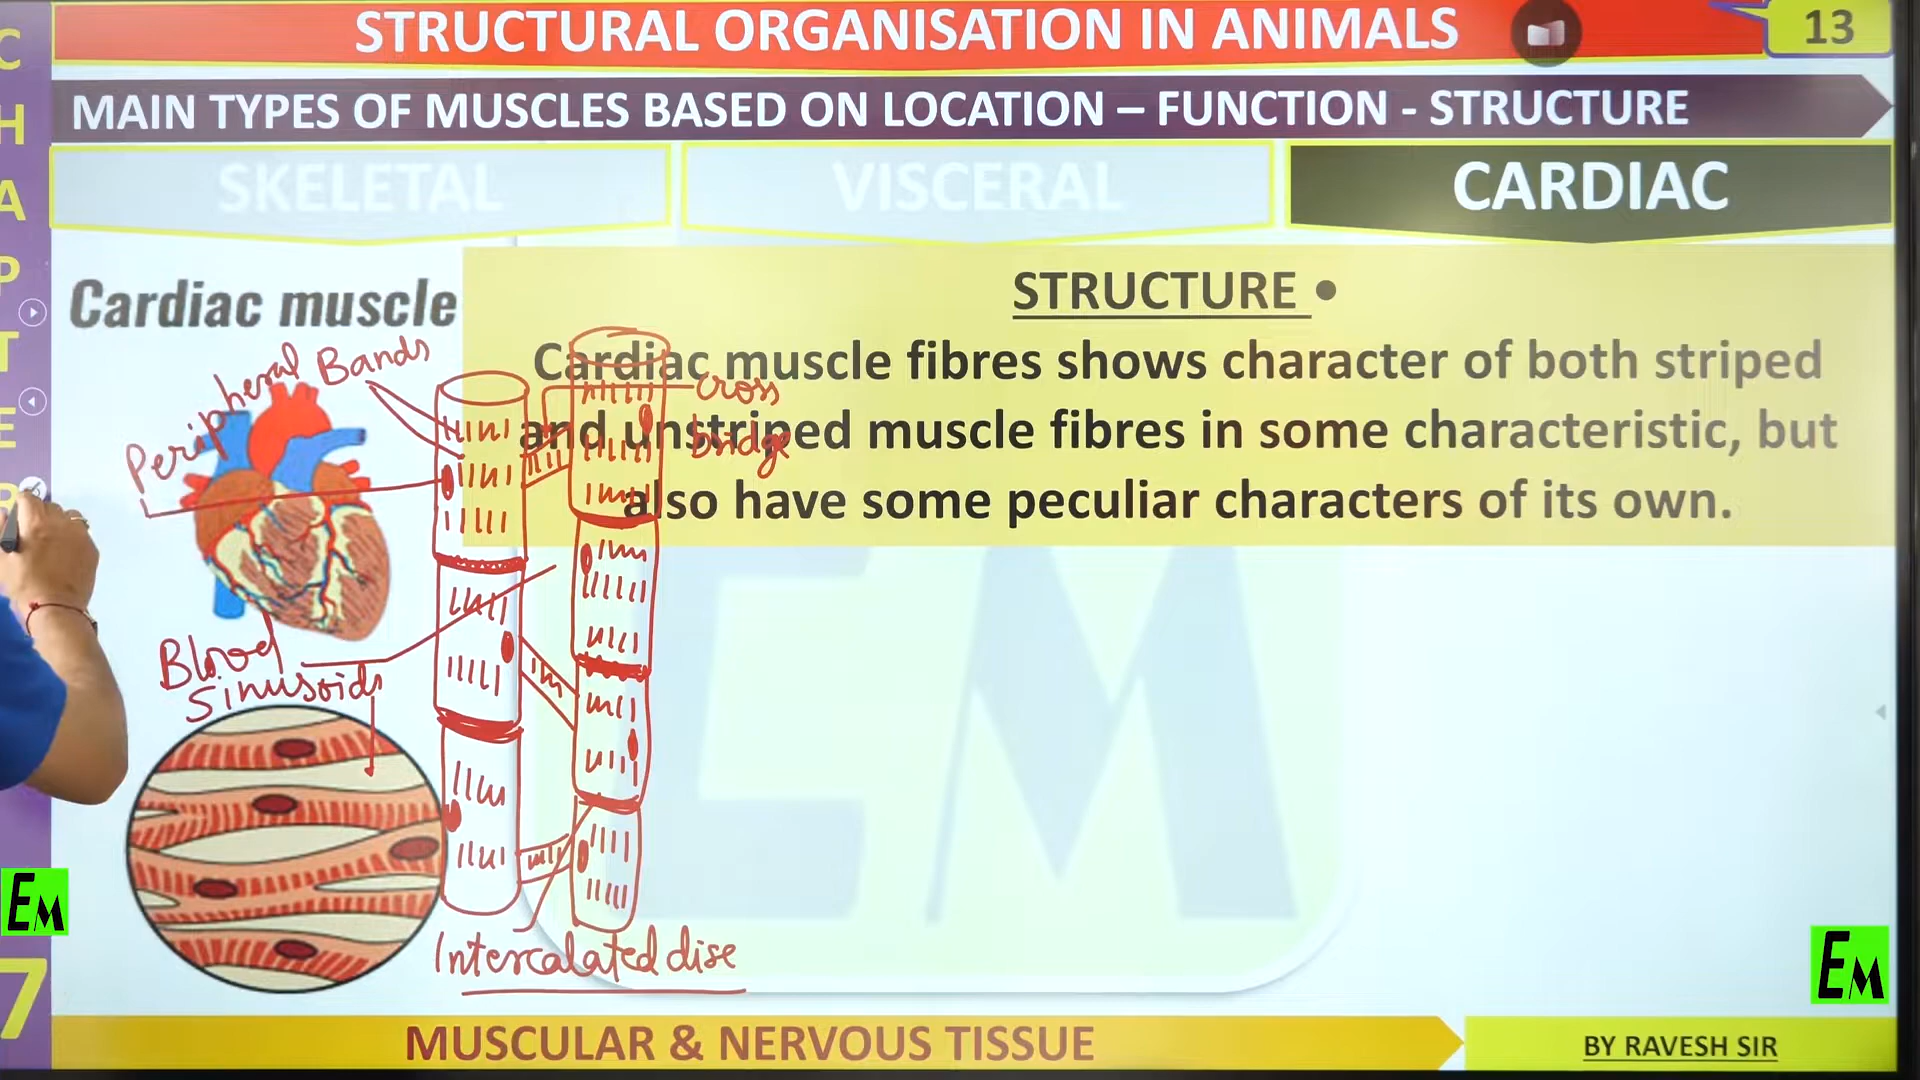 STRUCTURAL ORGANISATION IN ANIMALS
13
MAIN TYPES OF MUSCLES BASED ON LOCATION – FUNCTION - STRUCTURE
SKELETAL
VISCERAL
CARDIAC
CHAPTER
7
Cardiac muscle
STRUCTURE •
Cardiac muscle fibres shows character of both striped
and unstriped muscle fibres in some characteristic, but
also have some peculiar characters of its own.
Bands
Peripheral
cross
bridge
Blood
Sinusoids
Intercalated disc
EM
EM
EM
MUSCULAR & NERVOUS TISSUE
BY RAVESH SIR